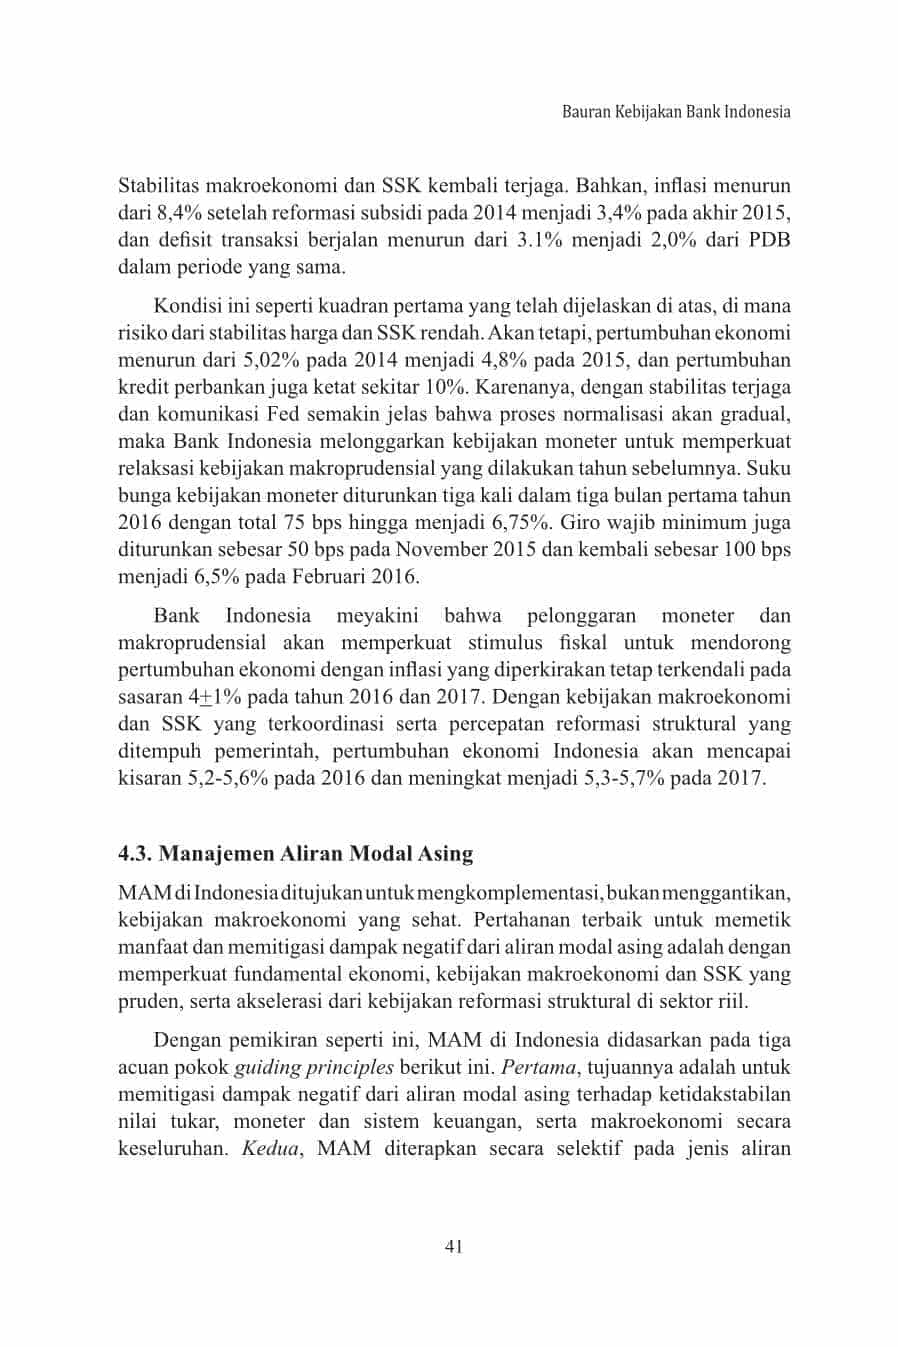 Bauran Kebijakan Bank Indonesia
Stabilitas makroekonomi dan SSK kembali terjaga. Bahkan, inflasi menurun
dari 8,4% setelah reformasi subsidi pada 2014 menjadi 3,4% pada akhir 2015,
dan defisit transaksi berjalan menurun dari 3.1% menjadi 2,0% dari PDB
dalam periode yang sama.
Kondisi ini seperti kuadran pertama yang telah dijelaskan di atas, di mana
risiko dari stabilitas harga dan SSK rendah. Akan tetapi, pertumbuhan ekonomi
menurun dari 5,02% pada 2014 menjadi 4,8% pada 2015, dan pertumbuhan
kredit perbankan juga ketat sekitar 10%. Karenanya, dengan stabilitas terjaga
dan komunikasi Fed semakin jelas bahwa proses normalisasi akan gradual,
maka Bank Indonesia melonggarkan kebijakan moneter untuk memperkuat
relaksasi kebijakan makroprudensial yang dilakukan tahun sebelumnya. Suku
bunga kebijakan moneter diturunkan tiga kali dalam tiga bulan pertama tahun
2016 dengan total 75 bps hingga menjadi 6,75%. Giro wajib minimum juga
diturunkan sebesar 50 bps pada November 2015 dan kembali sebesar 100 bps
menjadi 6,5% pada Februari 2016.
Bank Indonesia meyakini bahwa pelonggaran moneter dan
makroprudensial akan memperkuat stimulus fiskal untuk mendorong
pertumbuhan ekonomi dengan inflasi yang diperkirakan tetap terkendali pada
sasaran 4±1% pada tahun 2016 dan 2017. Dengan kebijakan makroekonomi
dan SSK yang terkoordinasi serta percepatan reformasi struktural yang
ditempuh pemerintah, pertumbuhan ekonomi Indonesia akan mencapai
kisaran 5,2-5,6% pada 2016 dan meningkat menjadi 5,3-5,7% pada 2017.
4.3. Manajemen Aliran Modal Asing
MAM di Indonesia ditujukan untuk mengkomplementasi, bukan menggantikan,
kebijakan makroekonomi yang sehat. Pertahanan terbaik untuk memetik
manfaat dan memitigasi dampak negatif dari aliran modal asing adalah dengan
memperkuat fundamental ekonomi, kebijakan makroekonomi dan SSK yang
pruden, serta akselerasi dari kebijakan reformasi struktural di sektor riil.
Dengan pemikiran seperti ini, MAM di Indonesia didasarkan pada tiga
acuan pokok guiding principles berikut ini. Pertama, tujuannya adalah untuk
memitigasi dampak negatif dari aliran modal asing terhadap ketidakstabilan
nilai tukar, moneter dan sistem keuangan, serta makroekonomi secara
keseluruhan. Kedua, MAM diterapkan secara selektif pada jenis aliran
41